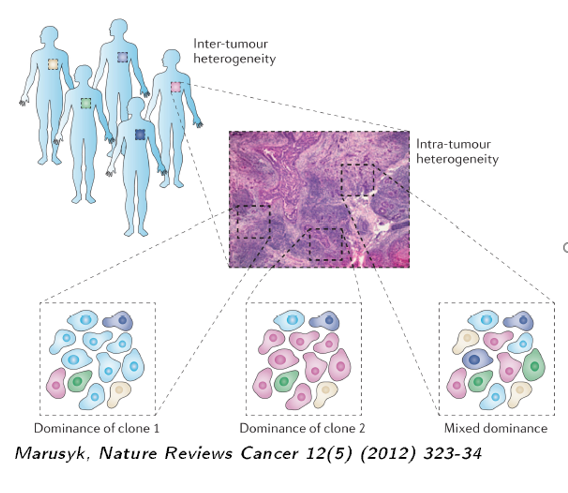 Inter-tumour
heterogeneity
Intra-tumour
heterogeneity
Dominance of clone 1
Dominance of clone 2
Mixed dominance
Marusyk, Nature Reviews Cancer 12(5) (2012) 323-34